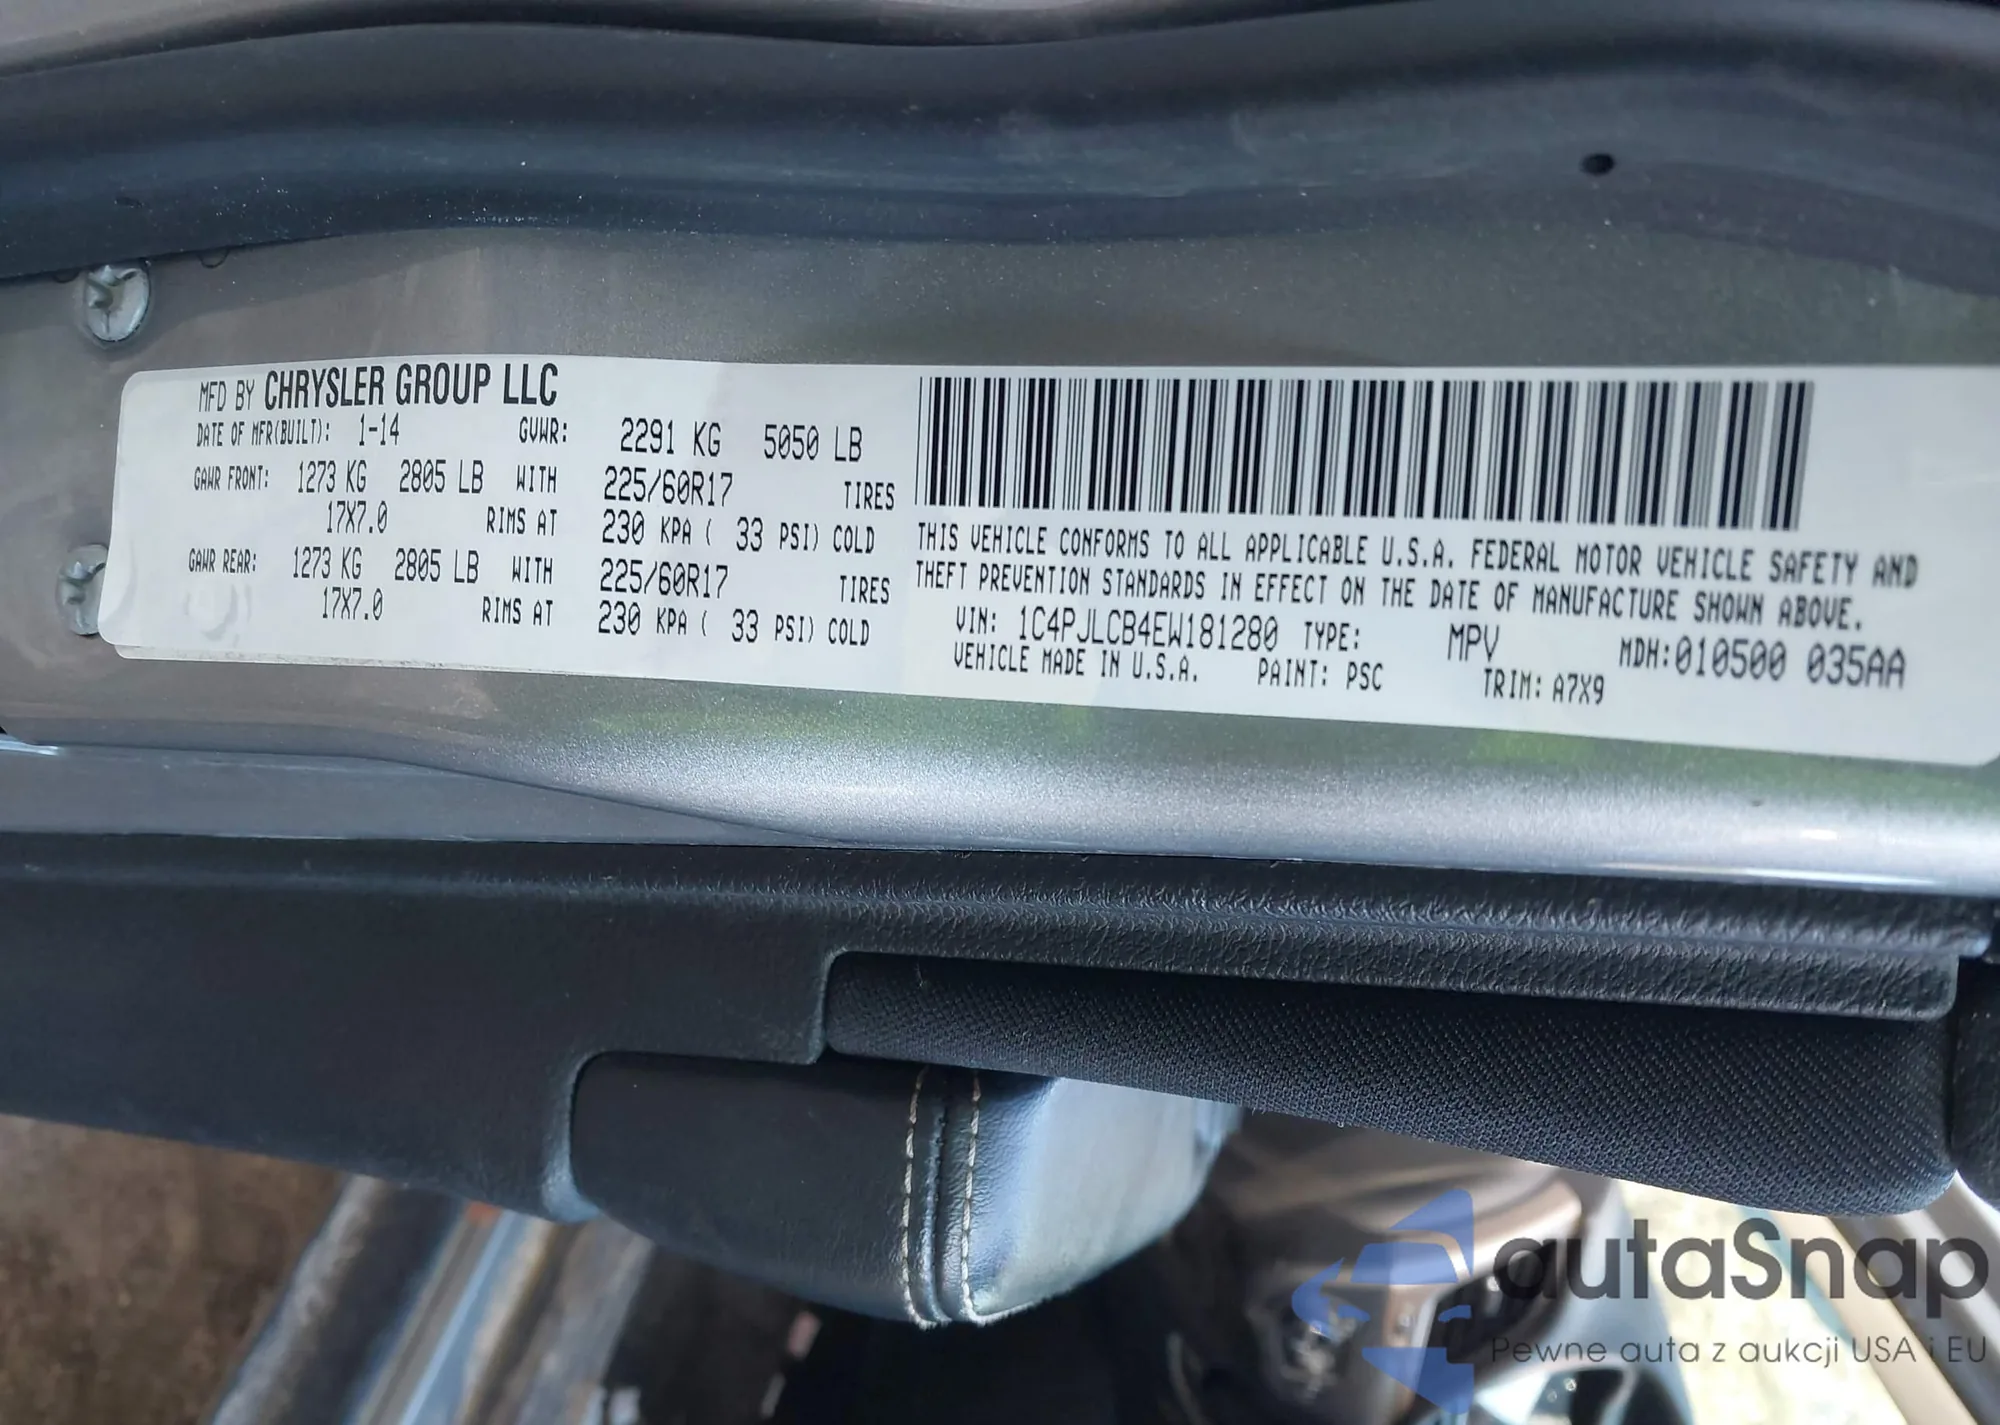 MFD BY CHRYSLER GROUP LLC
DATE OF MFR(BUILT): 1-14 GVWR: 2291 KG 5050 LB
GAWR FRONT: 1273 KG 2805 LB WITH 225/60R17 TIRES
17X7.0 RIMS AT 230 KPA ( 33 PSI) COLD
GAWR REAR: 1273 KG 2805 LB WITH 225/60R17 TIRES
17X7.0 RIMS AT 230 KPA ( 33 PSI) COLD
THIS VEHICLE CONFORMS TO ALL APPLICABLE U.S.A. FEDERAL MOTOR VEHICLE SAFETY AND
THEFT PREVENTION STANDARDS IN EFFECT ON THE DATE OF MANUFACTURE SHOWN ABOVE.
VIN: 1C4PJLCB4EW181280 TYPE: MPV MDH:010500 035AA
VEHICLE MADE IN U.S.A. PAINT: PSC TRIM: A7X9
autaSnap
Pewne auta z aukcji USA i EU